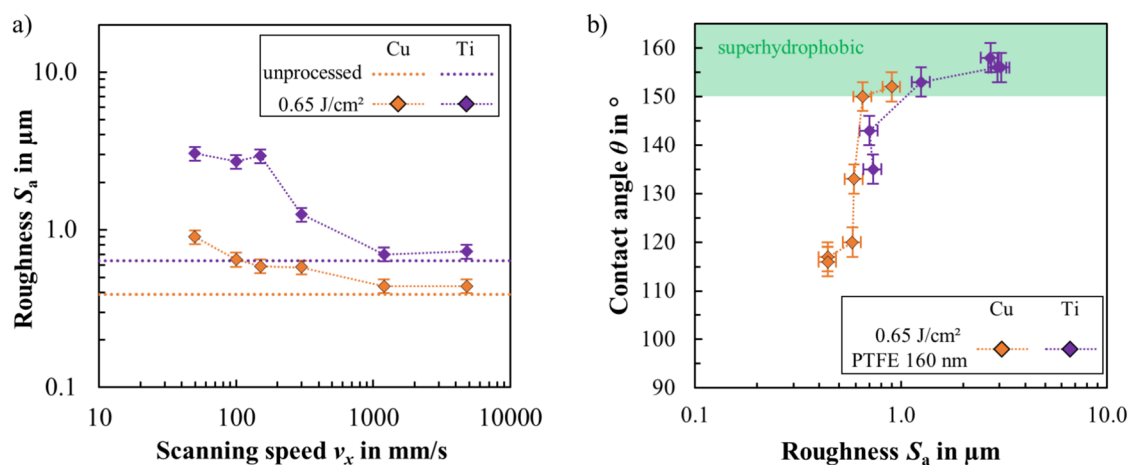 a)
Cu Ti
unprocessed
0.65 J/cm²
10.0
1.0
0.1
10 100 1000 10000
Roughness Sa in µm
Scanning speed vx in mm/s
b)
superhydrophobic
160
150
140
130
120
110
100
90
0.1 1.0 10.0
Contact angle θ in °
Cu Ti
0.65 J/cm²
PTFE 160 nm
Roughness Sa in µm